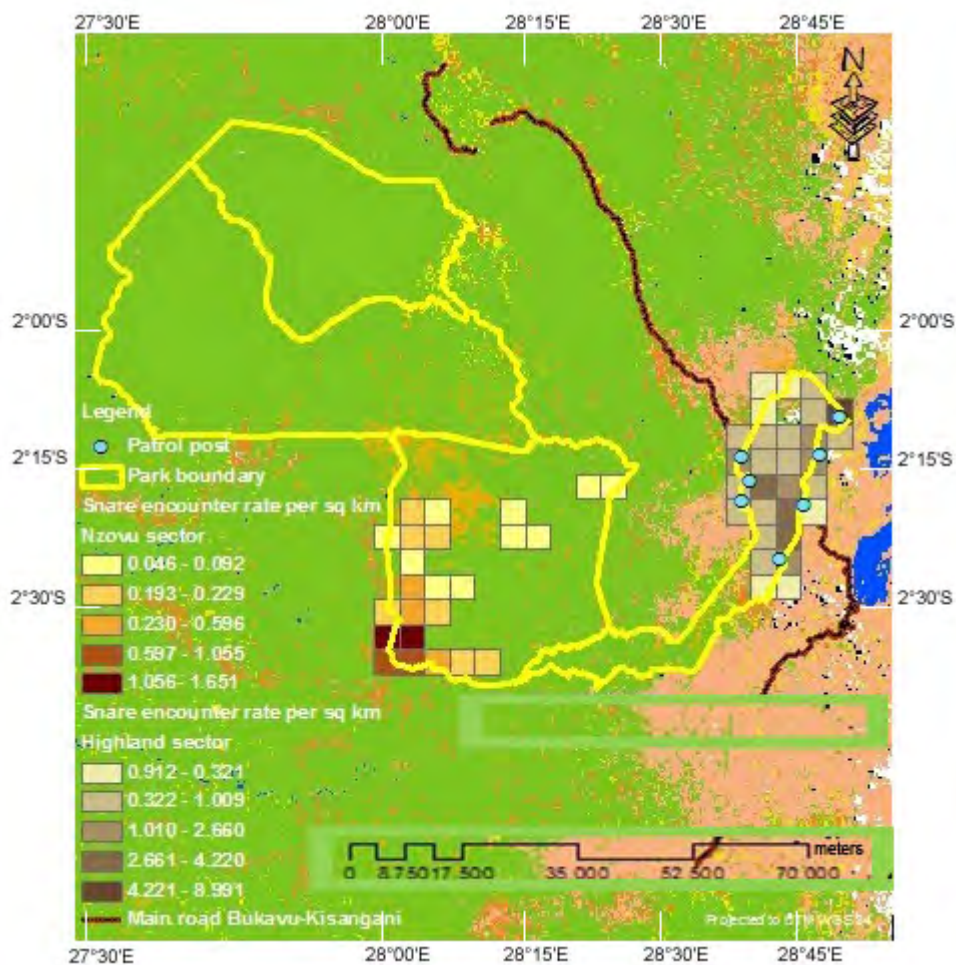 27°30'E 28°00'E 28°15'E 28°30'E 28°45'E
N
2°00'S 2°00'S
Legend
Patrol post
2°15'S 2°15'S
Park boundary
Snare encounter rate per sq km
Nzovu sector
0.046 - 0.092
0.193 - 0.229
2°30'S 2°30'S
0.230 - 0.596
0.597 - 1.055
1.056 - 1.651
Snare encounter rate per sq km
Highland sector
0.912 - 0.321
0.322 - 1.009
1.010 - 2.660
2.661 - 4.220
4.221 - 8.991
meters
0 8.750 17.500 35.000 52.500 70.000
Main road Bukavu-Kisangani
Projected to
27°30'E 28°00'E 28°15'E 28°30'E 28°45'E